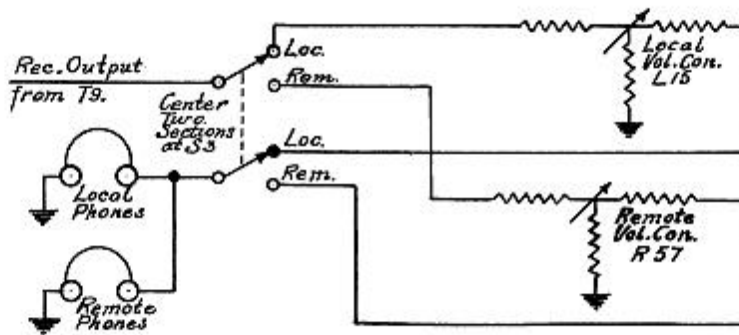 Rec. Output
from T9.
Loc.
Rem.
Center
Two
Sections
at S3
Loc.
Rem.
Local
Vol. Con.
L15
Local
Phones
Remote
Phones
Remote
Vol. Con.
R 57